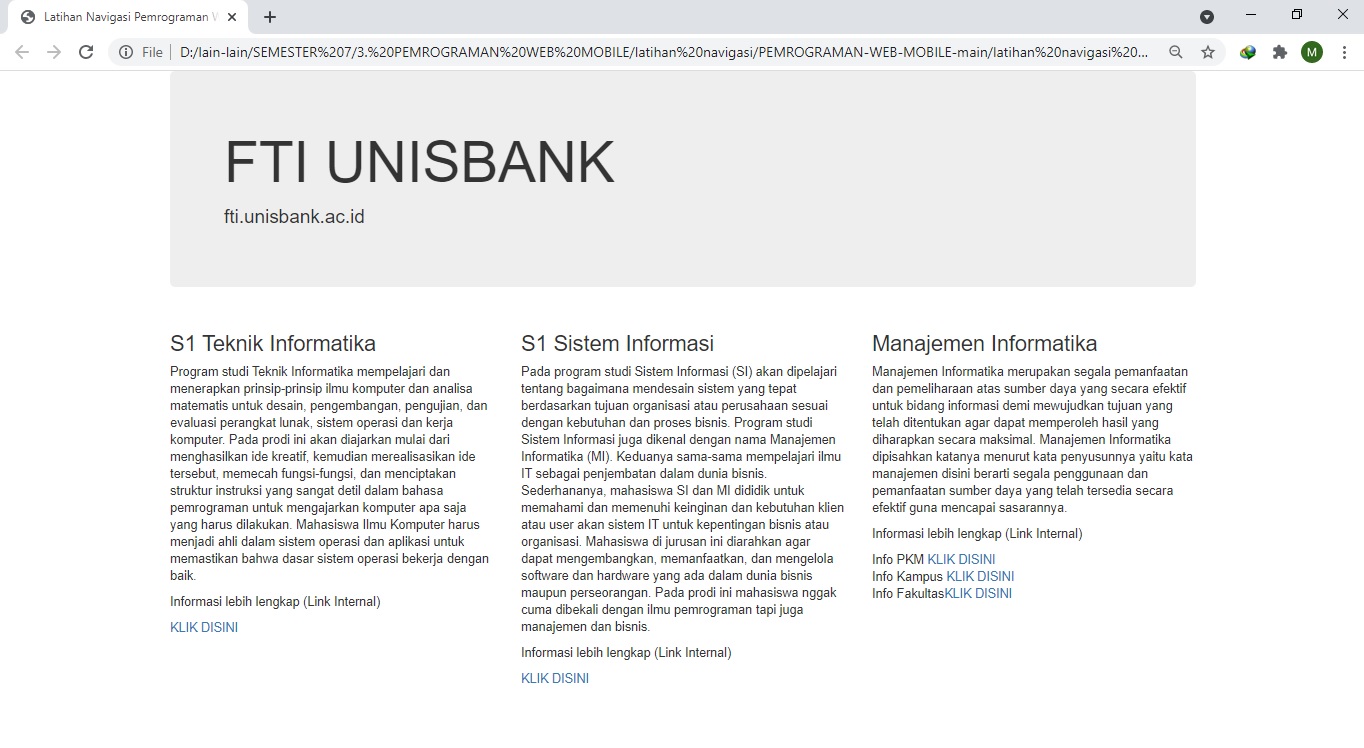 Latihan Navigasi Pemrograman
File
D:/lain-lain/SEMESTER%207/3.%20PEMROGRAMAN%20WEB%20MOBILE/latihan%20navigasi/PEMROGRAMAN-WEB-MOBILE-main/latihan%20navigasi%20...
M
FTI UNISBANK
fti.unisbank.ac.id
S1 Teknik Informatika
Program studi Teknik Informatika mempelajari dan
menerapkan prinsip-prinsip ilmu komputer dan analisa
matematis untuk desain, pengembangan, pengujian, dan
evaluasi perangkat lunak, sistem operasi dan kerja
komputer. Pada prodi ini akan diajarkan mulai dari
menghasilkan ide kreatif, kemudian merealisasikan ide
tersebut, memecah fungsi-fungsi, dan menciptakan
struktur instruksi yang sangat detil dalam bahasa
pemrograman untuk mengajarkan komputer apa saja
yang harus dilakukan. Mahasiswa Ilmu Komputer harus
menjadi ahli dalam sistem operasi dan aplikasi untuk
memastikan bahwa dasar sistem operasi bekerja dengan
baik.
Informasi lebih lengkap (Link Internal)
KLIK DISINI
S1 Sistem Informasi
Pada program studi Sistem Informasi (SI) akan dipelajari
tentang bagaimana mendesain sistem yang tepat
berdasarkan tujuan organisasi atau perusahaan sesuai
dengan kebutuhan dan proses bisnis. Program studi
Sistem Informasi juga dikenal dengan nama Manajemen
Informatika (MI). Keduanya sama-sama mempelajari ilmu
IT sebagai penjembatan dalam dunia bisnis.
Sederhananya, mahasiswa SI dan MI dididik untuk
memahami dan memenuhi keinginan dan kebutuhan klien
atau user akan sistem IT untuk kepentingan bisnis atau
organisasi. Mahasiswa di jurusan ini diarahkan agar
dapat mengembangkan, memanfaatkan, dan mengelola
software dan hardware yang ada dalam dunia bisnis
maupun perseorangan. Pada prodi ini mahasiswa nggak
cuma dibekali dengan ilmu pemrograman tapi juga
manajemen dan bisnis.
Informasi lebih lengkap (Link Internal)
KLIK DISINI
Manajemen Informatika
Manajemen Informatika merupakan segala pemanfaatan
dan pemeliharaan atas sumber daya yang secara efektif
untuk bidang informasi demi mewujudkan tujuan yang
telah ditentukan agar dapat memperoleh hasil yang
diharapkan secara maksimal. Manajemen Informatika
dipisahkan katanya menurut kata penyusunnya yaitu kata
manajemen disini berarti segala penggunaan dan
pemanfaatan sumber daya yang telah tersedia secara
efektif guna mencapai sasarannya.
Informasi lebih lengkap (Link Internal)
Info PKM KLIK DISINI
Info Kampus KLIK DISINI
Info FakultasKLIK DISINI